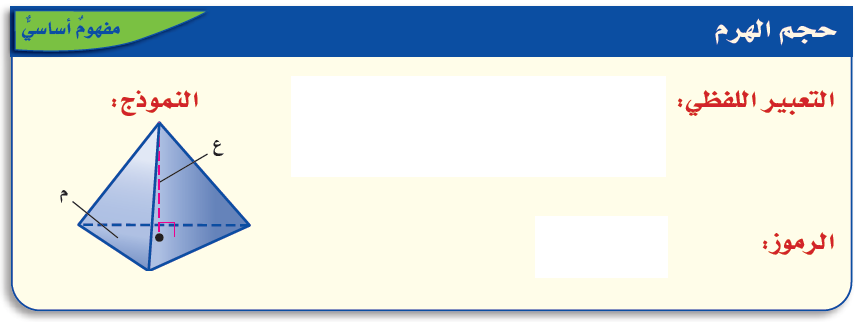 حجم الهرم
مفهومٌ أساسيٌّ
التعبير اللفظي:
النموذج:
ع
م
الرموز: